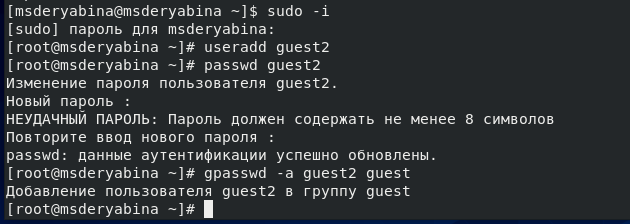 [msderyabina@msderyabina ~]$ sudo -i
[sudo] пароль для msderyabina:
[root@msderyabina ~]# useradd guest2
[root@msderyabina ~]# passwd guest2
Изменение пароля пользователя guest2.
Новый пароль :
НЕУДАЧНЫЙ ПАРОЛЬ: Пароль должен содержать не менее 8 символов
Повторите ввод нового пароля :
passwd: данные аутентификации успешно обновлены.
[root@msderyabina ~]# gpasswd -a guest2 guest
Добавление пользователя guest2 в группу guest
[root@msderyabina ~]#